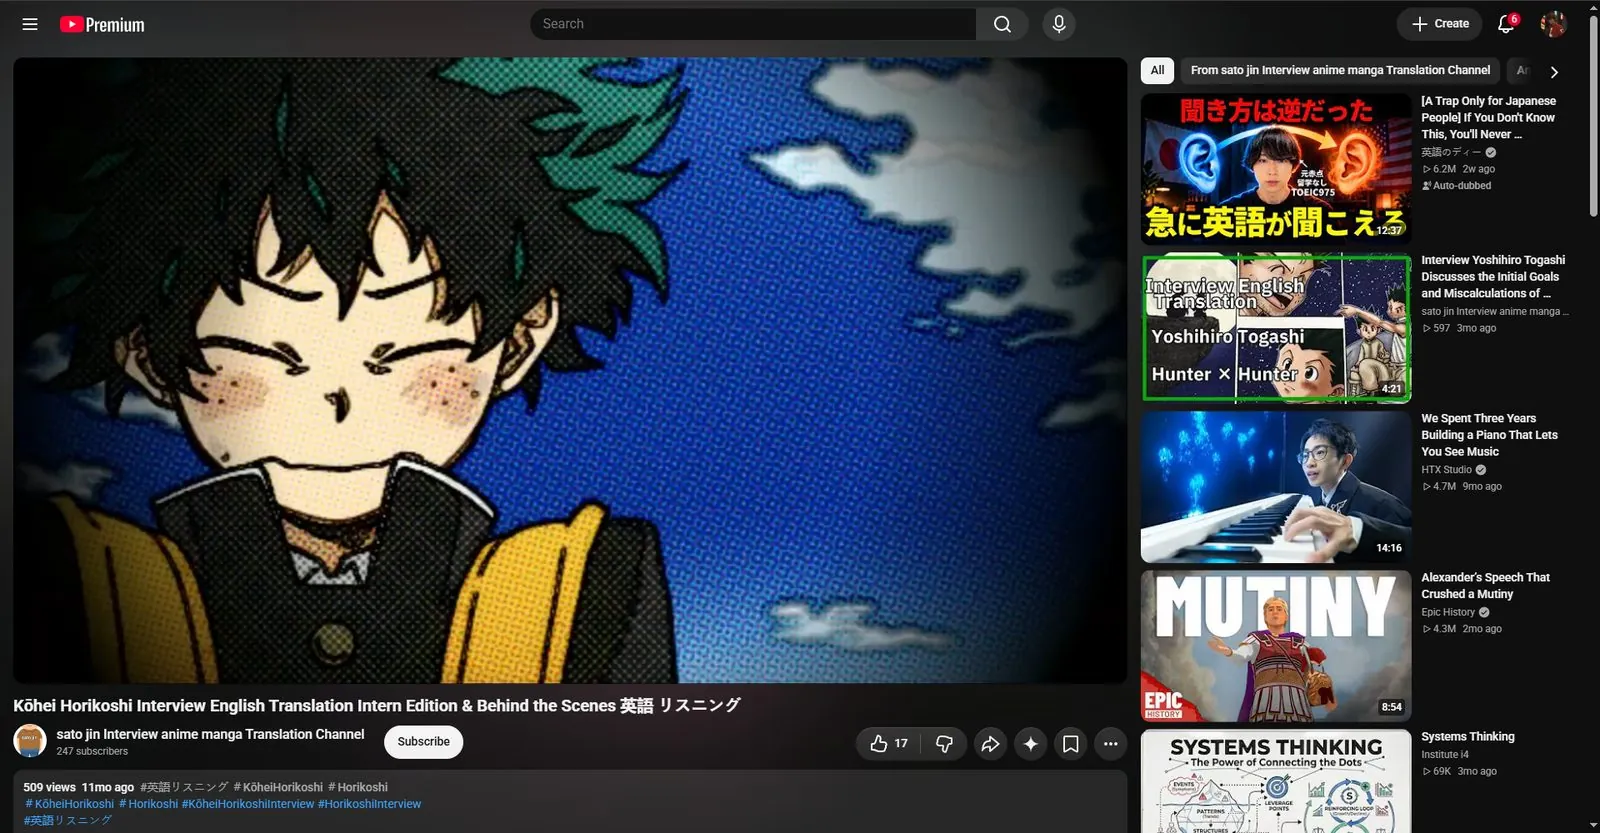 Premium
Search
Create
6
All
From sato jin Interview anime manga Translation Channel
聞き方は逆だった
元赤点
留学なし
TOEIC975
急に英語が聞こえる
12:37
[A Trap Only for Japanese
People] If You Don't Know
This, You'll Never ...
英語のディー
6.2M 2w ago
Auto-dubbed
Interview English
Translation
Yoshihiro Togashi
Hunter × Hunter
4:21
Interview Yoshihiro Togashi
Discusses the Initial Goals
and Miscalculations of ...
sato jin Interview anime manga ...
597 3mo ago
14:16
We Spent Three Years
Building a Piano That Lets
You See Music
HTX Studio
4.7M 9mo ago
MUTINY
EPIC
HISTORY
8:54
Alexander's Speech That
Crushed a Mutiny
Epic History
4.3M 2mo ago
SYSTEMS THINKING
The Power of Connecting the Dots
EVENTS
PATTERNS
STRUCTURES
LEVERAGE
POINTS
REINFORCING LOOP
Systems Thinking
Institute i4
69K 3mo ago
Kōhei Horikoshi Interview English Translation Intern Edition & Behind the Scenes 英語 リスニング
sato jin Interview anime manga Translation Channel
247 subscribers
Subscribe
17
509 views 11mo ago #英語リスニング #KōheiHorikoshi #Horikoshi
#KōheiHorikoshi #Horikoshi #KōheiHorikoshiInterview #HorikoshiInterview
#英語リスニング